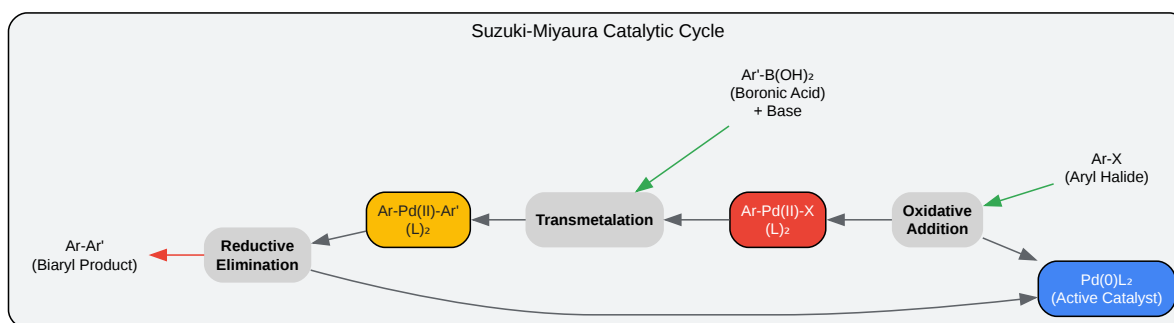 Suzuki-Miyaura Catalytic Cycle
Ar'-B(OH)₂
(Boronic Acid)
+ Base
Ar-X
(Aryl Halide)
Ar-Pd(II)-Ar'
(L)₂
Transmetalation
Ar-Pd(II)-X
(L)₂
Oxidative
Addition
Ar-Ar'
(Biaryl Product)
Reductive
Elimination
Pd(0)L₂
(Active Catalyst)